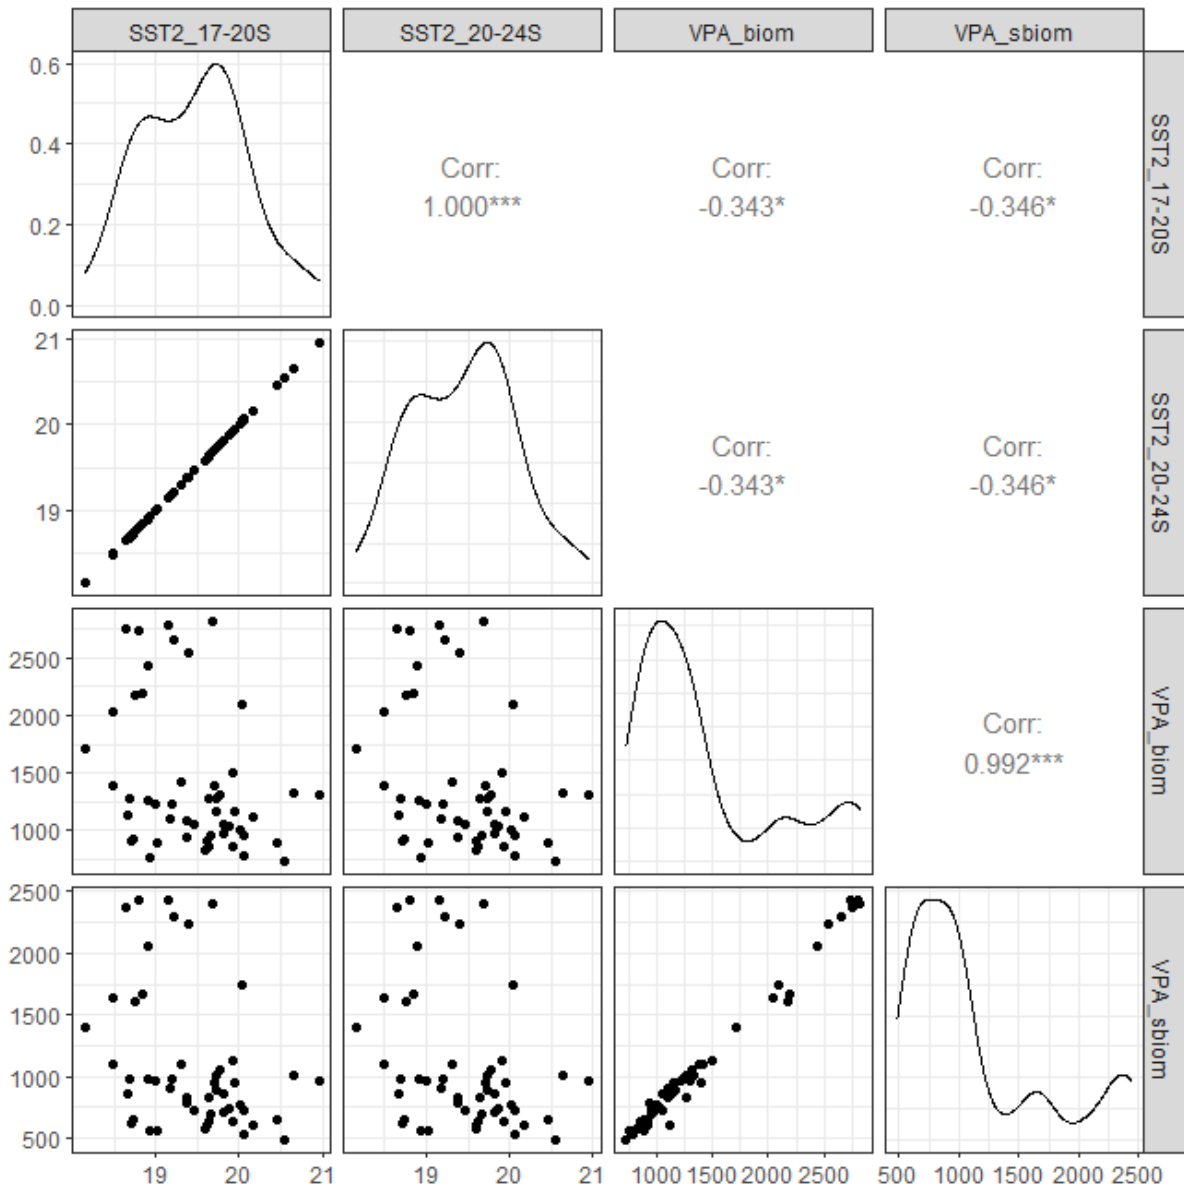 SST2_17-20S SST2_20-24S VPA_biom VPA_sbiom
0.6
0.4
0.2
0.0
Corr:
1.000***
Corr:
-0.343*
Corr:
-0.346*
SST2_17-20S
21
20
19
Corr:
-0.343*
Corr:
-0.346*
SST2_20-24S
2500
2000
1500
1000
Corr:
0.992***
VPA_biom
2500
2000
1500
1000
500
VPA_sbiom
19 20 21 19 20 21 1000 1500 2000 2500 500 1000 1500 2000 2500